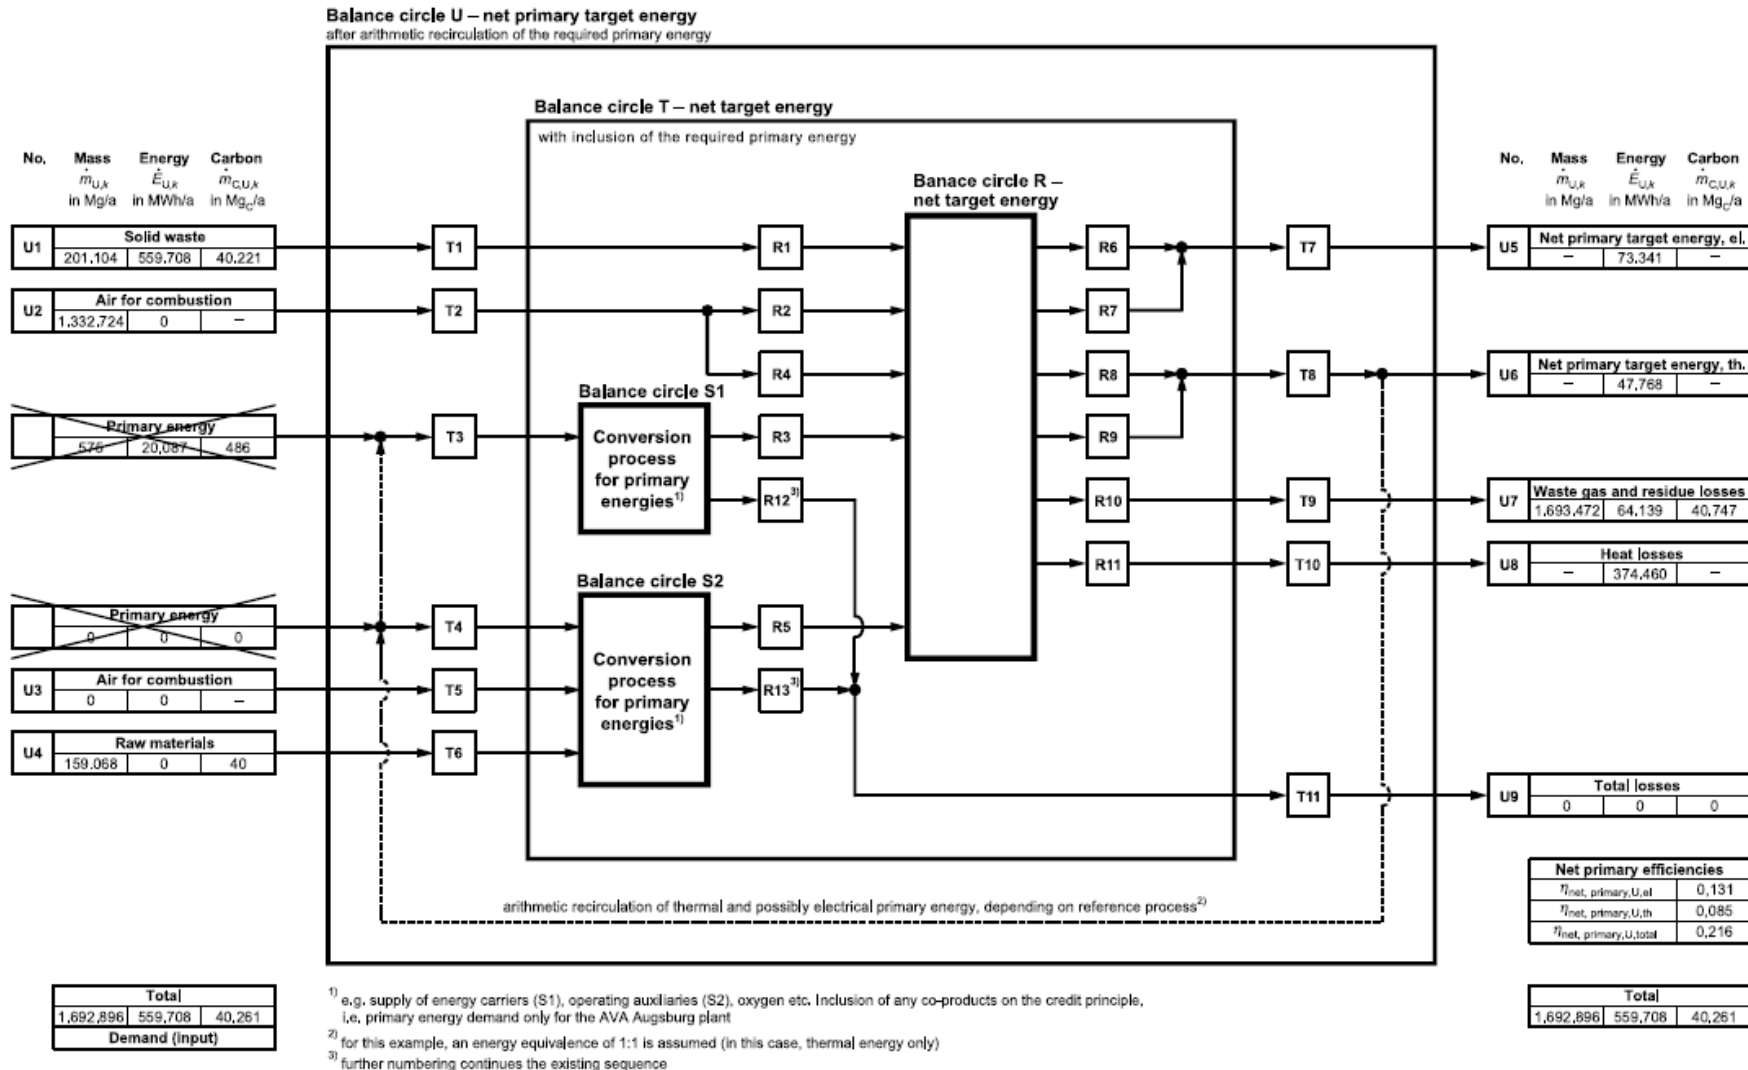 Balance circle U – net primary target energy
after arithmetic recirculation of the required primary energy
Balance circle T – net target energy
with inclusion of the required primary energy
No. Mass Energy Carbon
ṁU,k ĖU,k ṁC,U,k
in Mg/a in MWh/a in MgC/a
No. Mass Energy Carbon
ṁU,k ĖU,k ṁC,U,k
in Mg/a in MWh/a in MgC/a
Banace circle R –
net target energy
U1 Solid waste
201.104 559.708 40.221
T1 R1 R6 T7
U5 Net primary target energy, el.
– 73.341 –
U2 Air for combustion
1.332.724 0 –
T2 R2 R7
R4 R8 T8
U6 Net primary target energy, th.
– 47,768 –
Balance circle S1
Primary energy
576 20,087 486
T3
Conversion
process
for primary
energies1)
R3 R9
R12 3) R10 T9
U7 Waste gas and residue losses
1.693.472 64.139 40.747
R11 T10
U8 Heat losses
– 374,460 –
Balance circle S2
Primary energy
0 0 0
T4 R5
Conversion
process
for primary
energies1)
U3 Air for combustion
0 0 –
T5 R13 3)
U4 Raw materials
159.068 0 40
T6
T11
U9 Total losses
0 0 0
Net primary efficiencies
ηnet, primary,U,el 0,131
ηnet, primary,U,th 0,085
ηnet, primary,U,total 0,216
arithmetic recirculation of thermal and possibly electrical primary energy, depending on reference process2)
Total
1,692,896 559,708 40,261
Demand (input)
Total
1,692,896 559,708 40,261
1) e.g. supply of energy carriers (S1), operating auxiliaries (S2), oxygen etc. Inclusion of any co-products on the credit principle,
i.e. primary energy demand only for the AVA Augsburg plant
2) for this example, an energy equivalence of 1:1 is assumed (in this case, thermal energy only)
3) further numbering continues the existing sequence